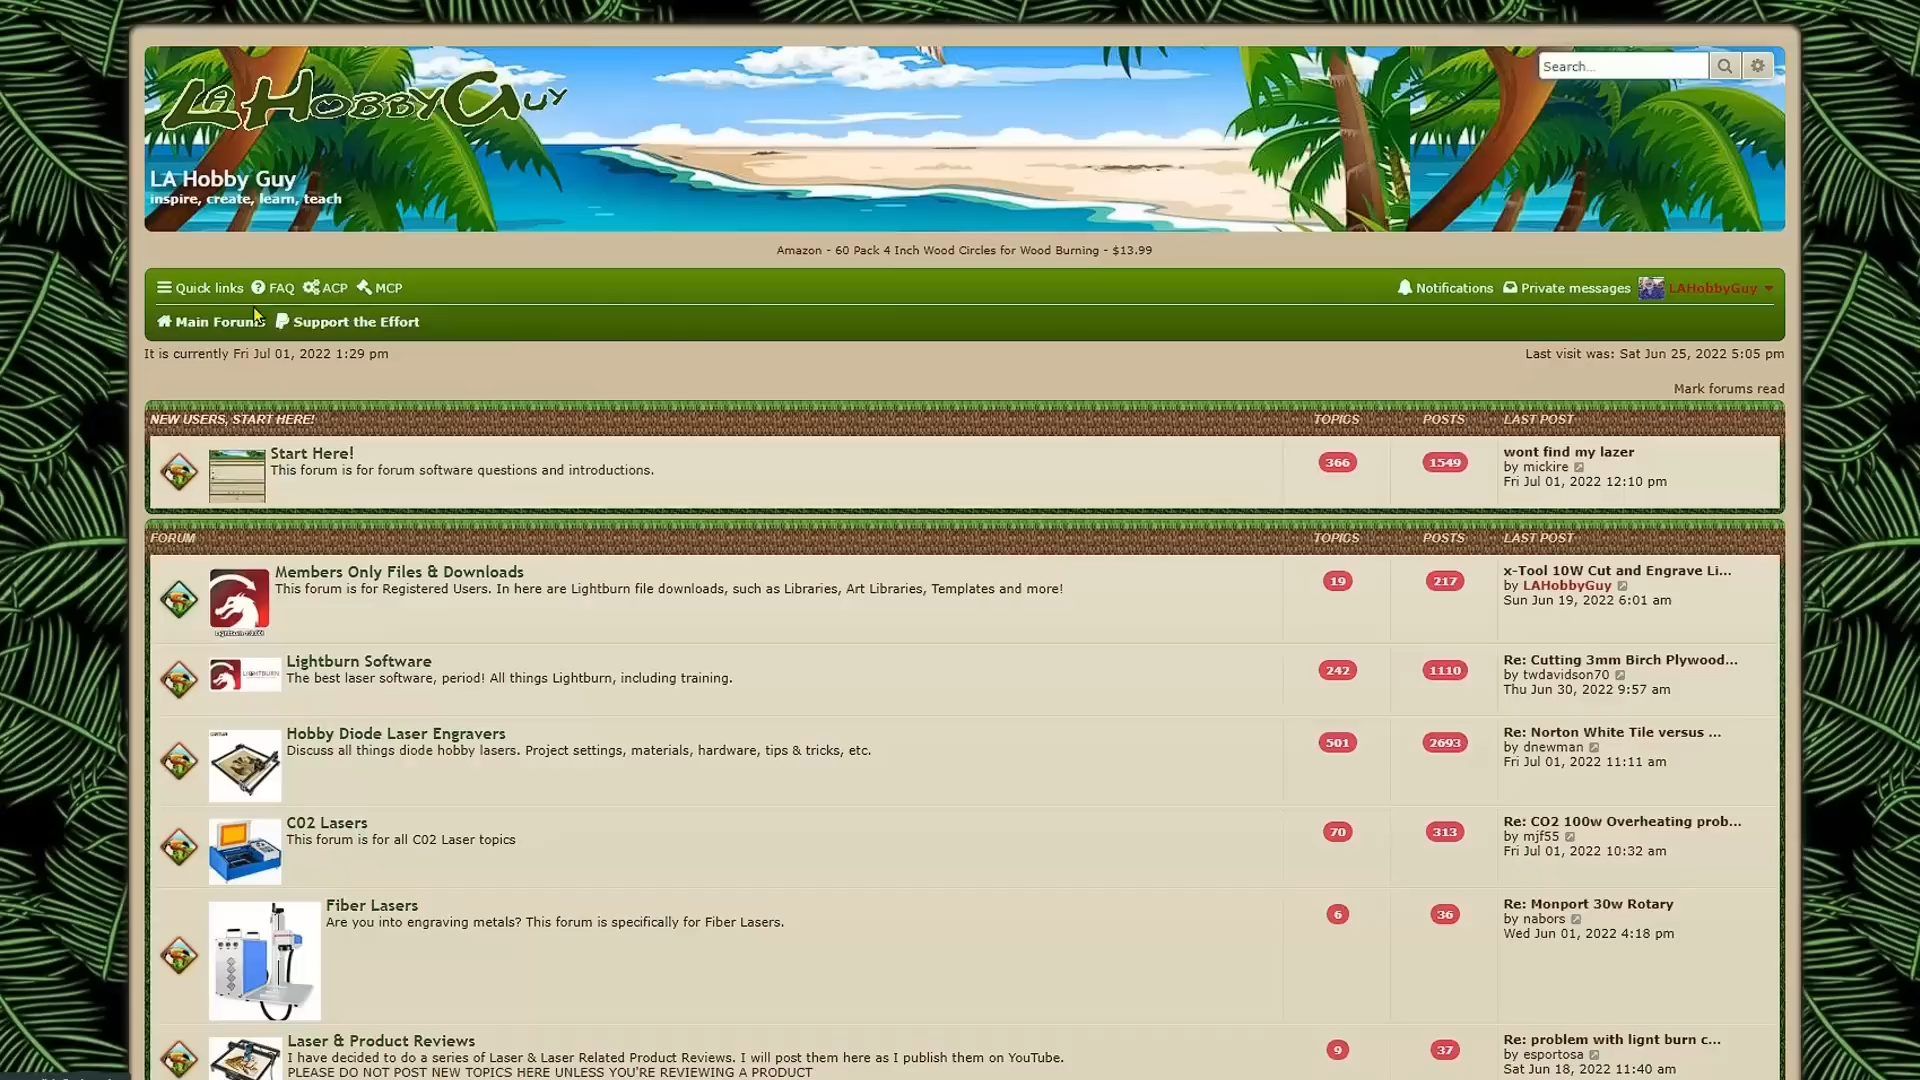 LA HobbyGuy
Search...
LA Hobby Guy
inspire, create, learn, teach
Amazon - 60 Pack 4 Inch Wood Circles for Wood Burning - $13.99
Quick links FAQ ACP MCP
Notifications Private messages LAHobbyGuy
Main Forums Support the Effort
It is currently Fri Jul 01, 2022 1:29 pm
Last visit was: Sat Jun 25, 2022 5:05 pm
Mark forums read
NEW USERS, START HERE! TOPICS POSTS LAST POST
Start Here!
This forum is for forum software questions and introductions.
366
1549
wont find my lazer
by mickire
Fri Jul 01, 2022 12:10 pm
FORUM TOPICS POSTS LAST POST
Members Only Files & Downloads
This forum is for Registered Users. In here are Lightburn file downloads, such as Libraries, Art Libraries, Templates and more!
19
217
x-Tool 10W Cut and Engrave Li...
by LAHobbyGuy
Sun Jun 19, 2022 6:01 am
LIGHTBURN
Lightburn Software
The best laser software, period! All things Lightburn, including training.
242
1110
Re: Cutting 3mm Birch Plywood...
by twdavidson70
Thu Jun 30, 2022 9:57 am
Hobby Diode Laser Engravers
Discuss all things diode hobby lasers. Project settings, materials, hardware, tips & tricks, etc.
501
2693
Re: Norton White Tile versus ...
by dnewman
Fri Jul 01, 2022 11:11 am
C02 Lasers
This forum is for all C02 Laser topics
70
313
Re: CO2 100w Overheating prob...
by mjf55
Fri Jul 01, 2022 10:32 am
Fiber Lasers
Are you into engraving metals? This forum is specifically for Fiber Lasers.
6
36
Re: Monport 30w Rotary
by nabors
Wed Jun 01, 2022 4:18 pm
Laser & Product Reviews
I have decided to do a series of Laser & Laser Related Product Reviews. I will post them here as I publish them on YouTube.
PLEASE DO NOT POST NEW TOPICS HERE UNLESS YOU'RE REVIEWING A PRODUCT
9
37
Re: problem with lignt burn c...
by esportosa
Sat Jun 18, 2022 11:40 am